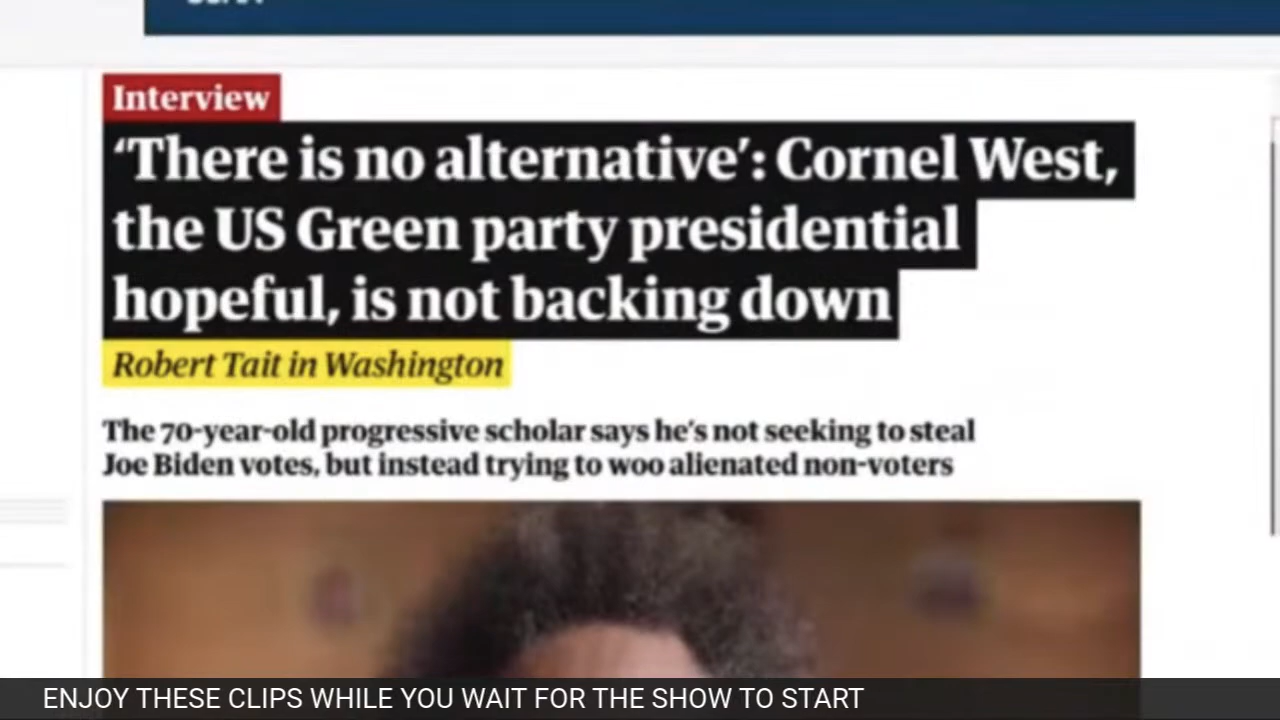 Interview
‘There is no alternative’: Cornel West,
the US Green party presidential
hopeful, is not backing down
Robert Tait in Washington
The 70-year-old progressive scholar says he's not seeking to steal
Joe Biden votes, but instead trying to woo alienated non-voters
ENJOY THESE CLIPS WHILE YOU WAIT FOR THE SHOW TO START